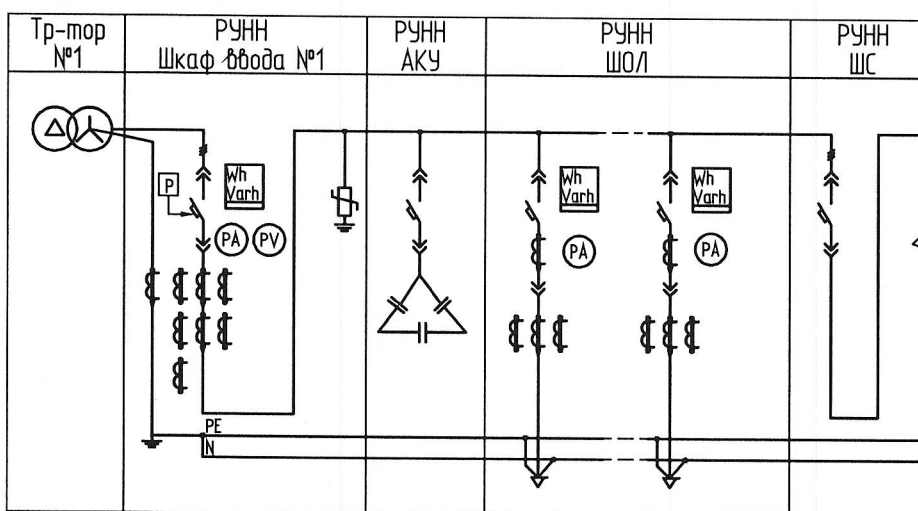 Тр-тор
№1
РУНН
Шкаф ввода №1
РУНН
АКУ
РУНН
ШОЛ
РУНН
ШС
P
Wh
Varh
PA
PV
Wh
Varh
PA
Wh
Varh
PA
PE
N